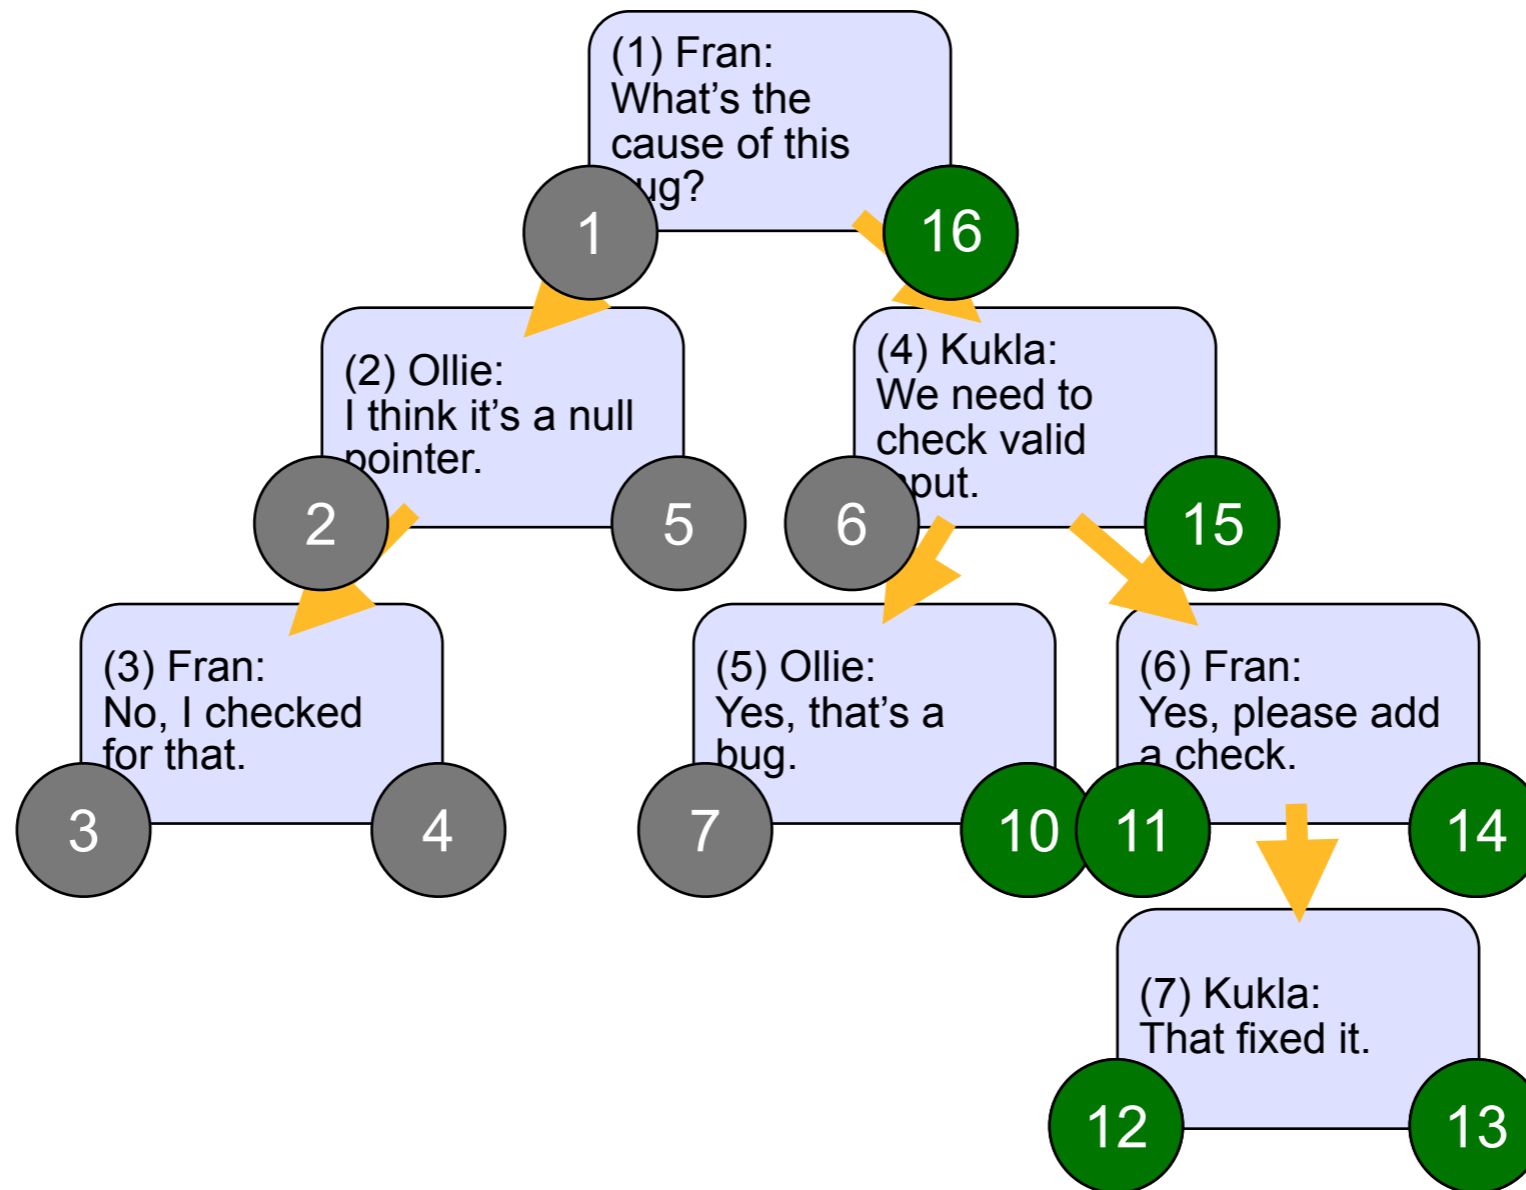 (1) Fran:
What's the
cause of this
ug?
1
16
(2) Ollie:
I think it's a null
pointer.
2
5
(4) Kukla:
We need to
check valid
put.
6
15
(3) Fran:
No, I checked
for that.
3
4
(5) Ollie:
Yes, that's a
bug.
7
10
(6) Fran:
Yes, please add
a check.
11
14
(7) Kukla:
That fixed it.
12
13